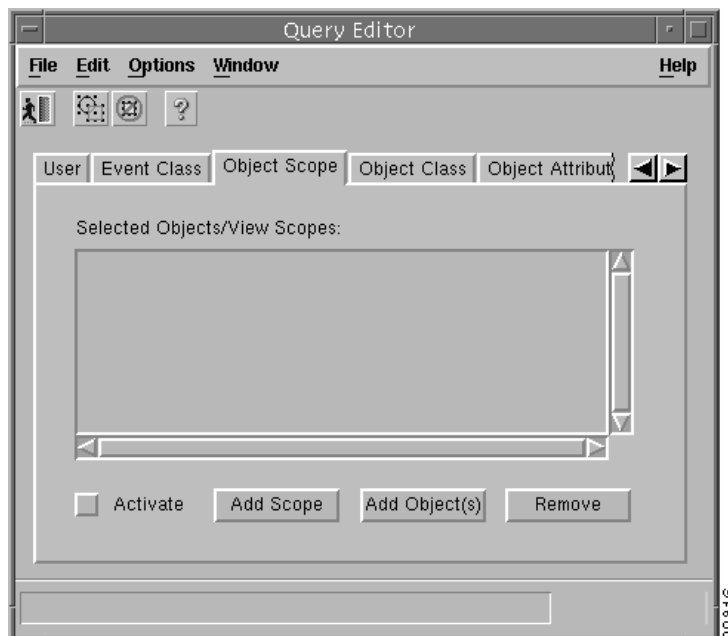 Query Editor
File Edit Options Window Help
?
User Event Class Object Scope Object Class Object Attribut
Selected Objects/View Scopes:
Activate Add Scope Add Object(s) Remove